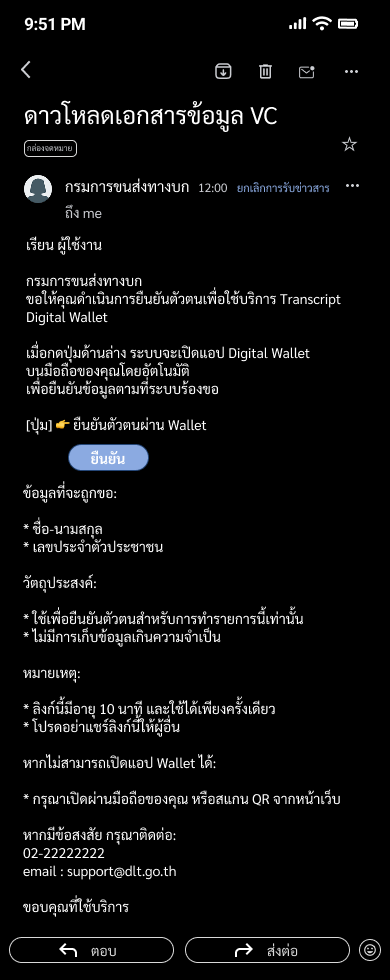 9:51 PM
ดาวโหลดเอกสารข้อมูล VC
กล่องจดหมาย
กรมการขนส่งทางบก 12:00 ยกเลิกการรับข่าวสาร
ถึง me
เรียน ผู้ใช้งาน
กรมการขนส่งทางบก
ขอให้คุณดำเนินการยืนยันตัวตนเพื่อใช้บริการ Transcript
Digital Wallet
เมื่อกดปุ่มด้านล่าง ระบบจะเปิดแอป Digital Wallet
บนมือถือของคุณโดยอัตโนมัติ
เพื่อยืนยันข้อมูลตามที่ระบบร้องขอ
[ปุ่ม] 👉 ยืนยันตัวตนผ่าน Wallet
ยืนยัน
ข้อมูลที่จะถูกขอ:
* ชื่อ-นามสกุล
* เลขประจำตัวประชาชน
วัตถุประสงค์:
* ใช้เพื่อยืนยันตัวตนสำหรับการทำรายการนี้เท่านั้น
* ไม่มีการเก็บข้อมูลเกินความจำเป็น
หมายเหตุ:
* ลิงก์นี้มีอายุ 10 นาที และใช้ได้เพียงครั้งเดียว
* โปรดอย่าแชร์ลิงก์นี้ให้ผู้อื่น
หากไม่สามารถเปิดแอป Wallet ได้:
* กรุณาเปิดผ่านมือถือของคุณ หรือสแกน QR จากหน้าเว็บ
หากมีข้อสงสัย กรุณาติดต่อ:
02-22222222
email : support@dlt.go.th
ขอบคุณที่ใช้บริการ
ตอบ ส่งต่อ